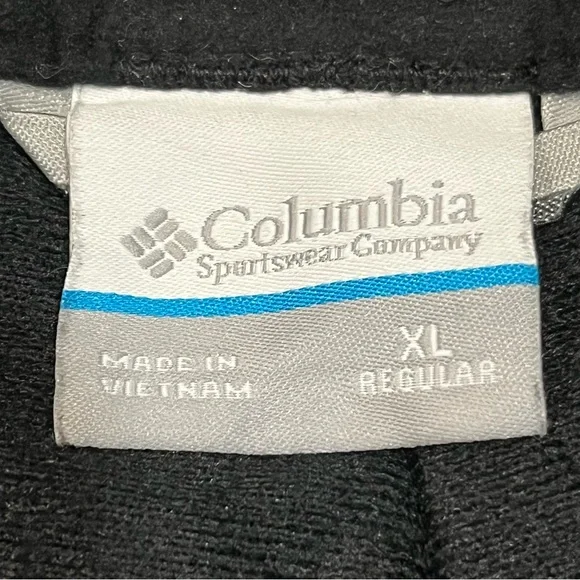 Columbia
Sportswear Company
XL
REGULAR
MADE IN
VIETNAM